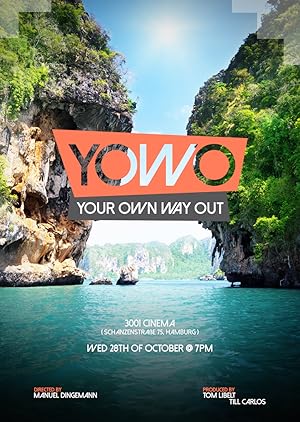 YOWO
YOUR OWN WAY OUT
3001 CINEMA
( SCHANZENSTRAßE 75, HAMBURG )
WED 28TH OF OCTOBER @ 7PM
DIRECTED BY
MANUEL DINGEMANN
PRODUCED BY
TOM LIBELT
TILL CARLOS